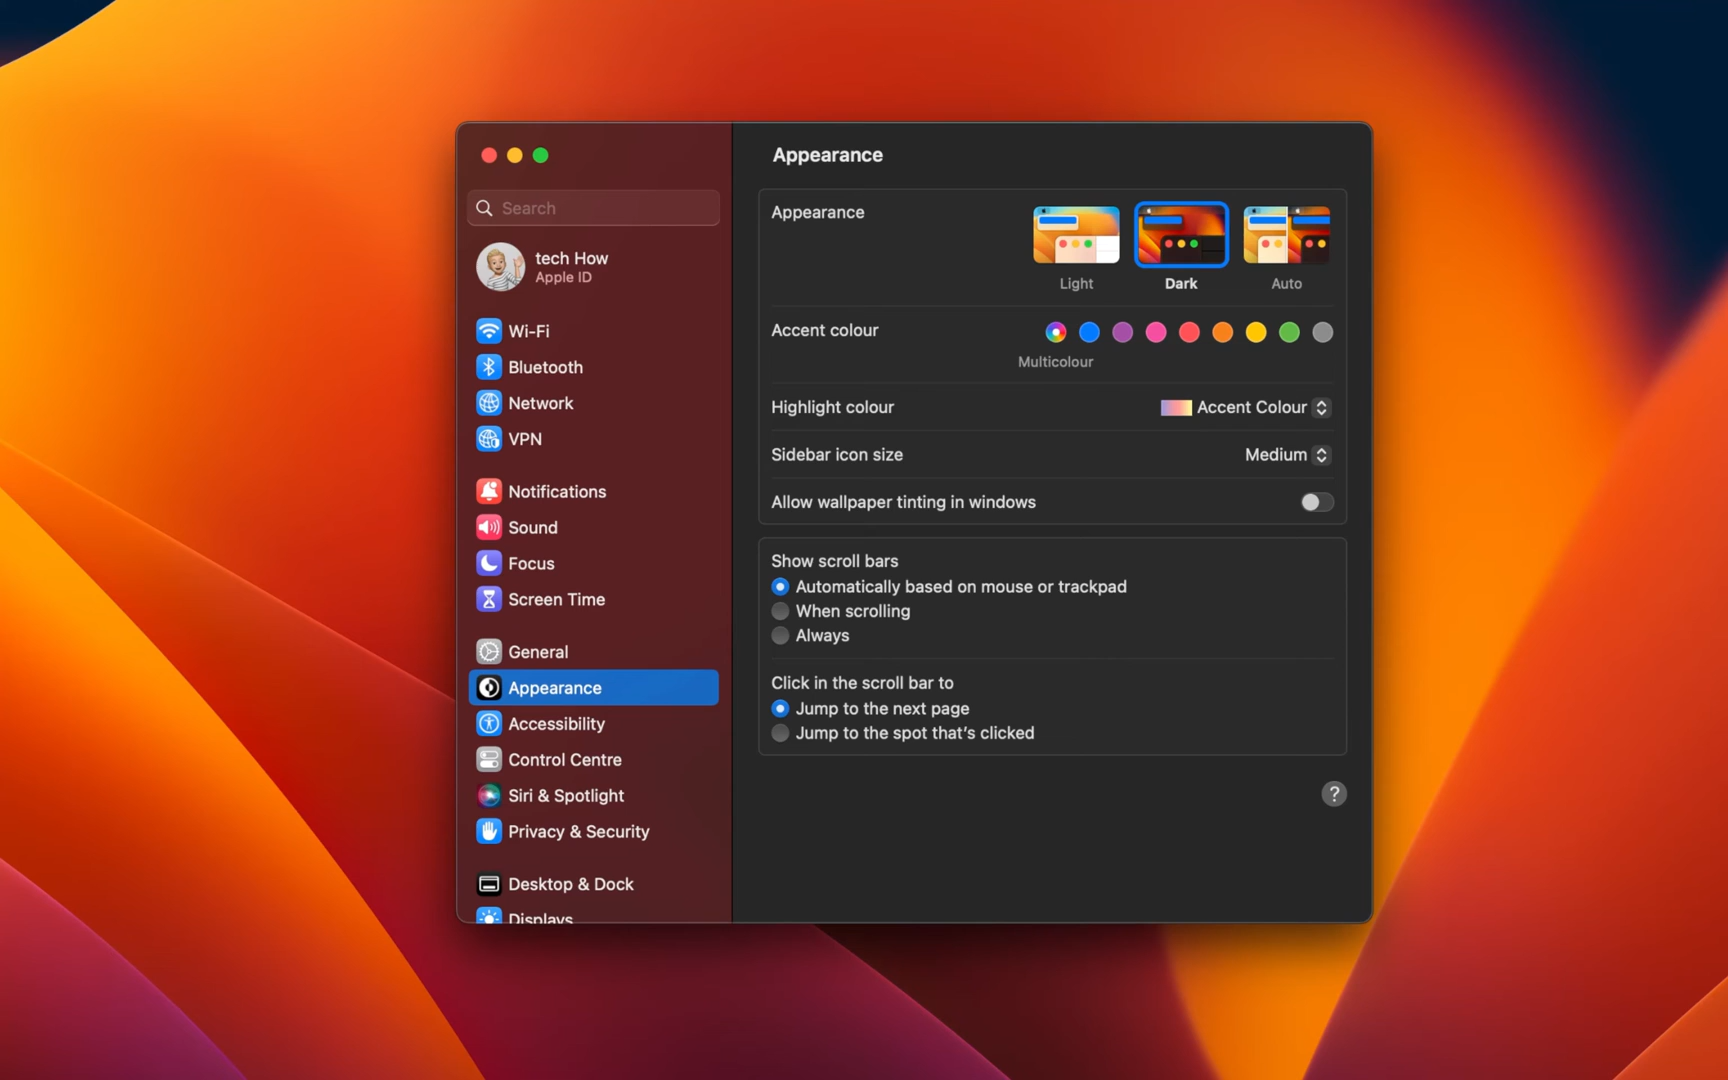 Search
tech How
Apple ID
Wi-Fi
Bluetooth
Network
VPN
Notifications
Sound
Focus
Screen Time
General
Appearance
Accessibility
Control Centre
Siri & Spotlight
Privacy & Security
Desktop & Dock
Displays
Appearance
Appearance
Light
Dark
Auto
Accent colour
Multicolour
Highlight colour
Accent Colour
Sidebar icon size
Medium
Allow wallpaper tinting in windows
Show scroll bars
Automatically based on mouse or trackpad
When scrolling
Always
Click in the scroll bar to
Jump to the next page
Jump to the spot that’s clicked
?